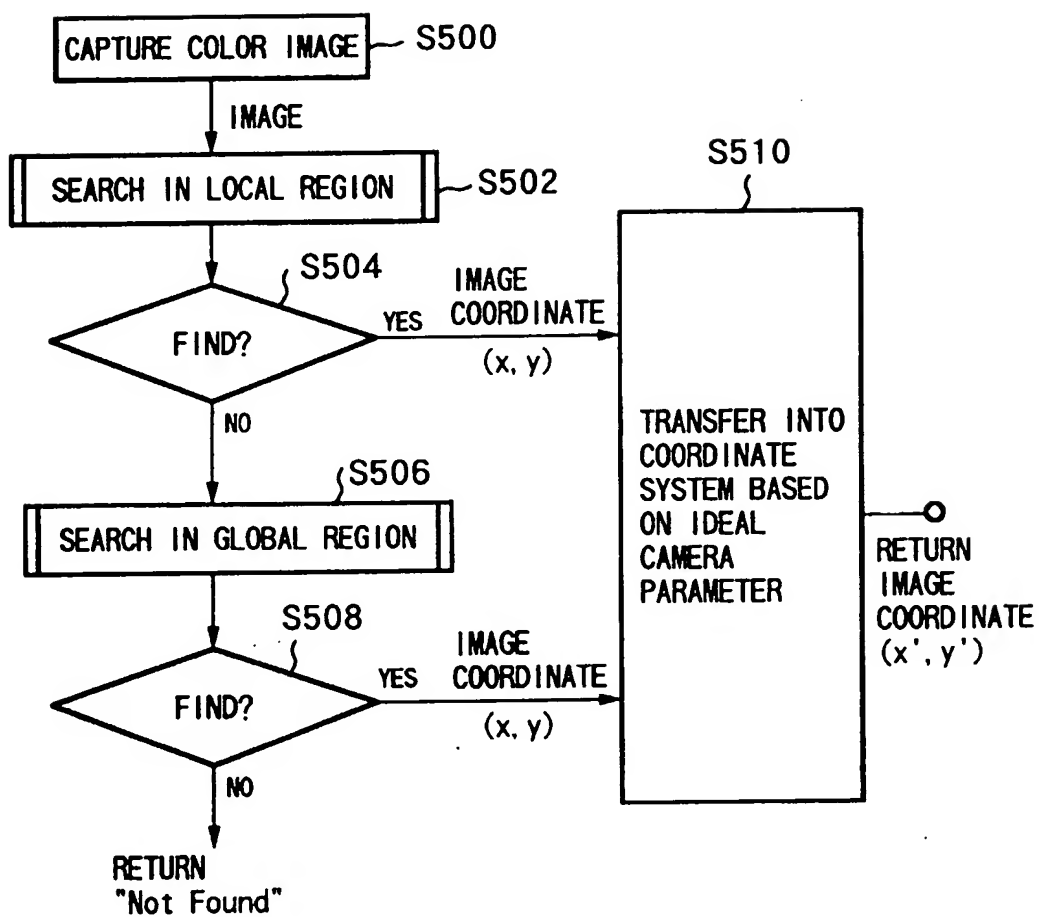 CAPTURE COLOR IMAGE
S500
IMAGE
SEARCH IN LOCAL REGION
S502
S504
FIND?
YES
IMAGE
COORDINATE
(x, y)
NO
S506
SEARCH IN GLOBAL REGION
S508
FIND?
YES
IMAGE
COORDINATE
(x, y)
NO
RETURN
"Not Found"
S510
TRANSFER INTO
COORDINATE
SYSTEM BASED
ON IDEAL
CAMERA
PARAMETER
RETURN
IMAGE
COORDINATE
(x', y')